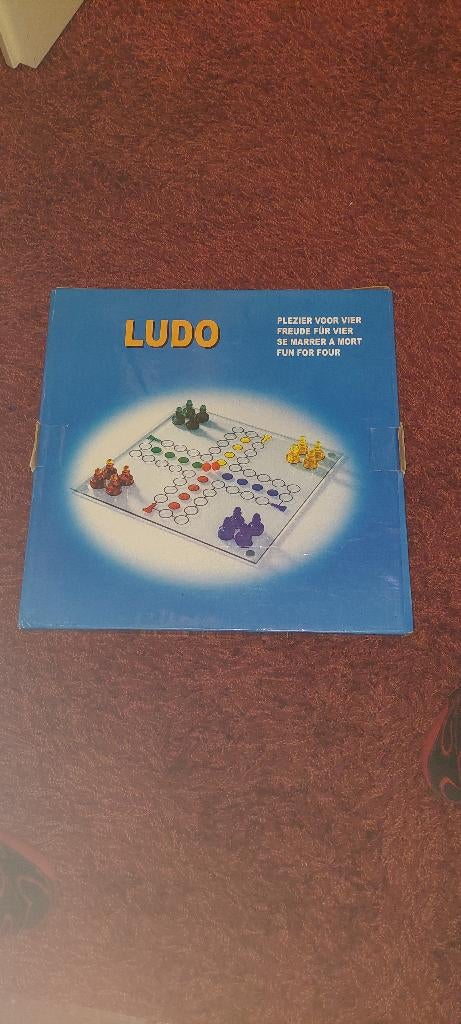 LUDO
PLEZIER VOOR VIER
FREUDE FÜR VIER
SE MARRER A MORT
FUN FOR FOUR